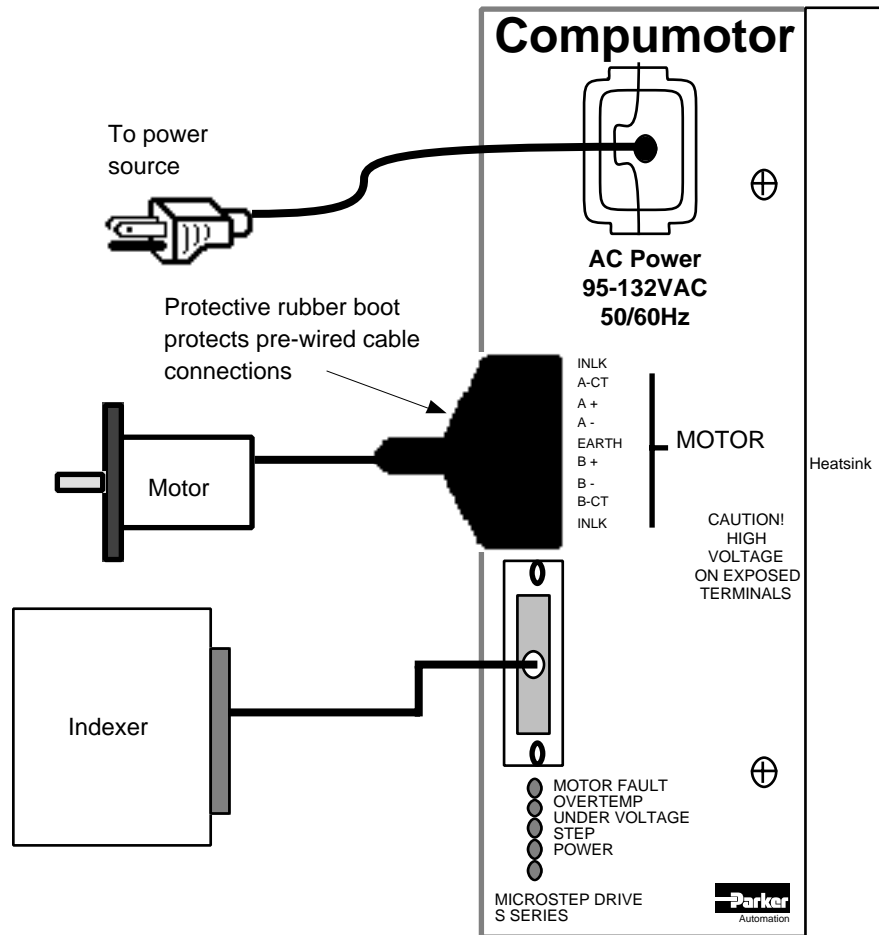 Compumotor
To power
source
AC Power
95-132VAC
50/60Hz
Protective rubber boot
protects pre-wired cable
connections
INLK
A-CT
A +
A -
EARTH
B +
B -
B-CT
INLK
MOTOR
Heatsink
Motor
CAUTION!
HIGH
VOLTAGE
ON EXPOSED
TERMINALS
Indexer
MOTOR FAULT
OVERTEMP
UNDER VOLTAGE
STEP
POWER
MICROSTEP DRIVE
S SERIES
Parker
Automation